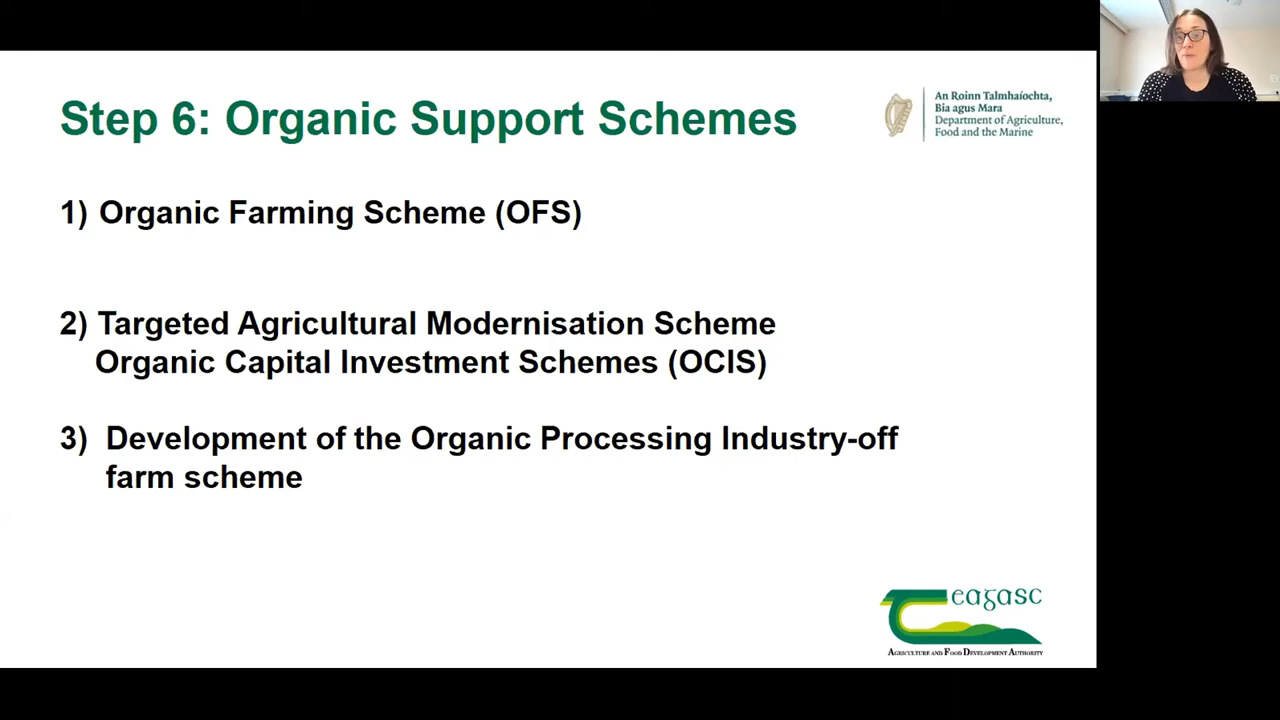 Step 6: Organic Support Schemes
An Roinn Talmhaíochta,
Bia agus Mara
Department of Agriculture,
Food and the Marine
1) Organic Farming Scheme (OFS)
2) Targeted Agricultural Modernisation Scheme
Organic Capital Investment Schemes (OCIS)
3) Development of the Organic Processing Industry-off
farm scheme
Teagasc
AGRICULTURE AND FOOD DEVELOPMENT AUTHORITY